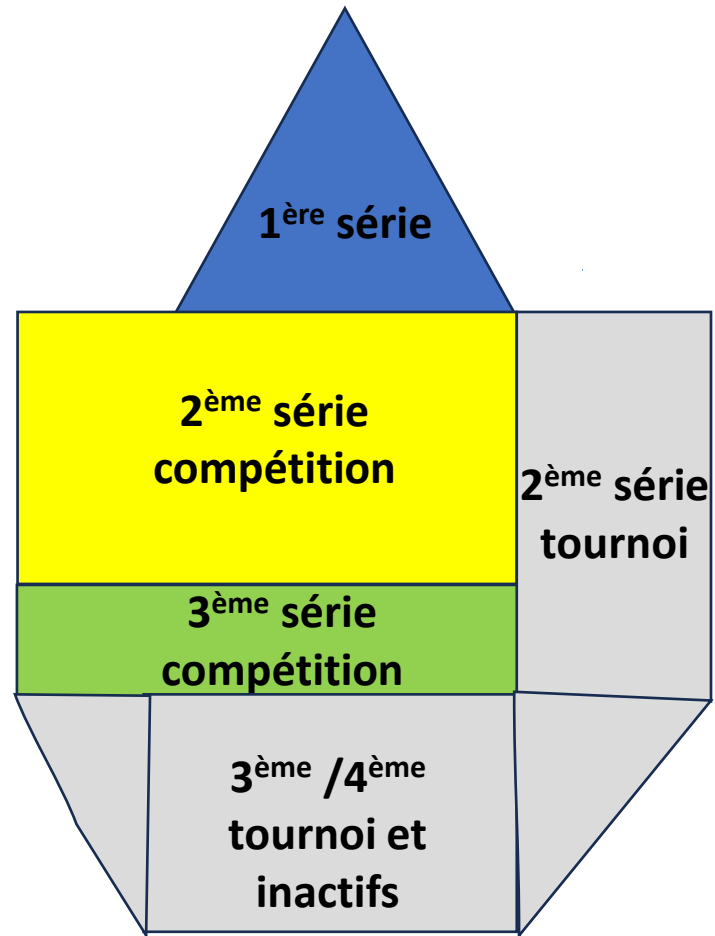 1ère série
2ème série
compétition
2ème série
tournoi
3ème série
compétition
3ème /4ème
tournoi et
inactifs